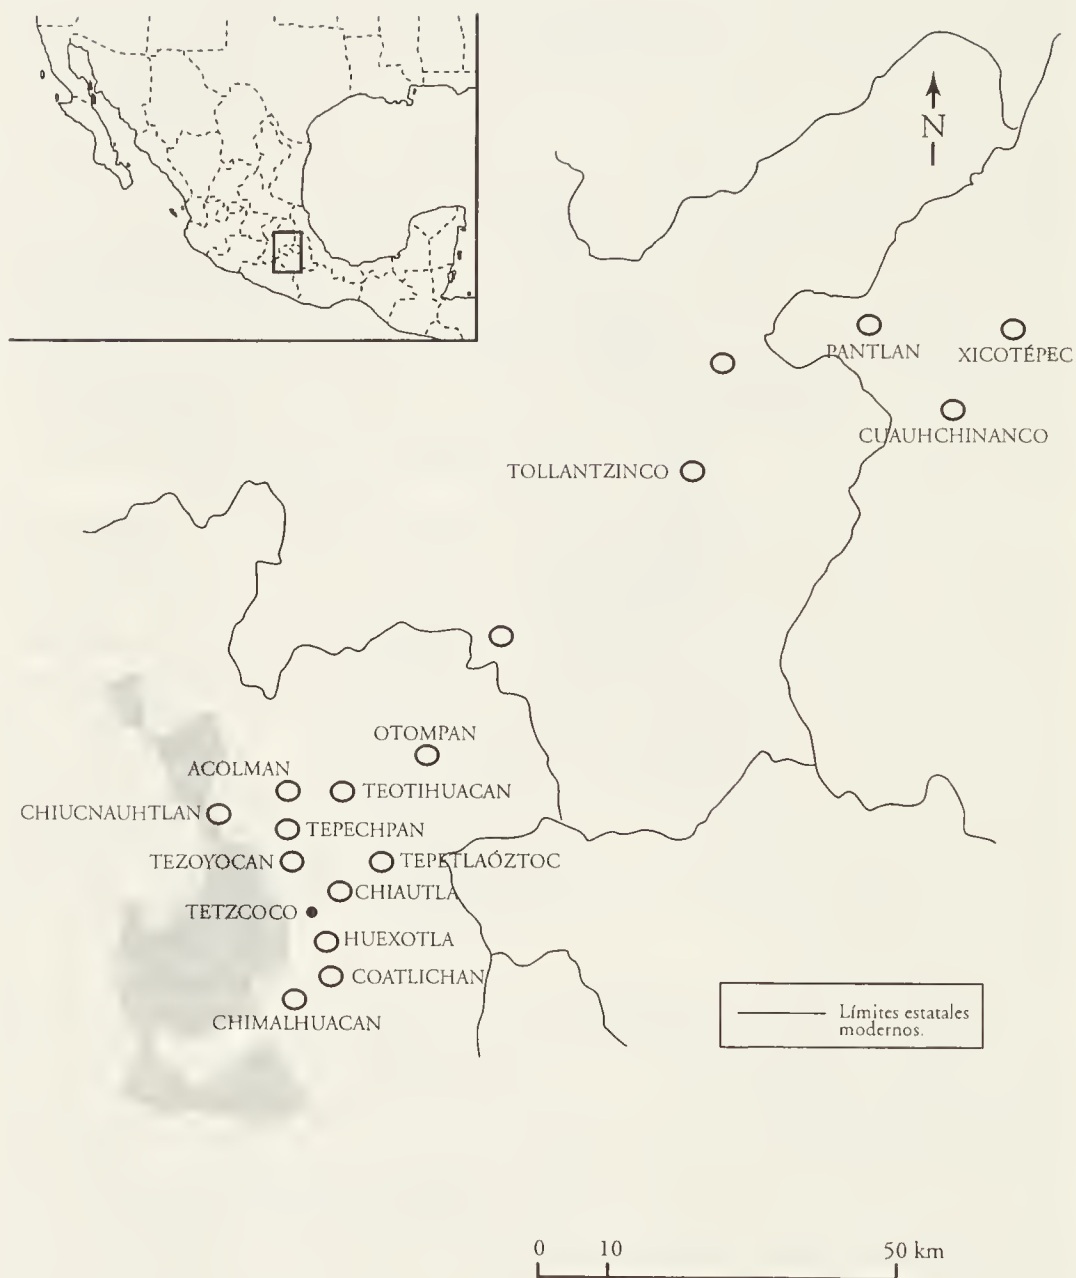 N
PANTLAN
XICOTÉPEC
CUAUHCHINANCO
TOLLANTZINCO
OTOMPAN
ACOLMAN
TEOTIHUACAN
CHIUCNAUHTLAN
TEPECHPAN
TEZOYOCAN
TEPETLAÓZTOC
CHIAUTLA
TETZCOCO
HUEXOTLA
COATLICHAN
CHIMALHUACAN
Límites estatales
modernos.
0 10 50 km